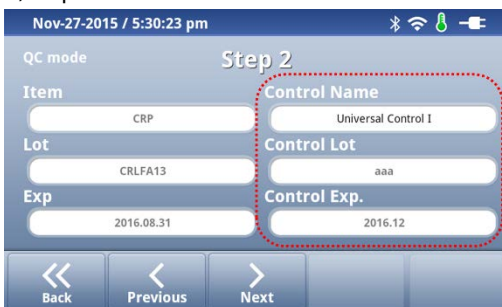 Nov-27-2015 / 5:30:23 pm
QC mode
Step 2
Item
CRP
Lot
CRLFA13
Exp
2016.08.31
Control Name
Universal Control I
Control Lot
aaa
Control Exp.
2016.12
Back
Previous
Next